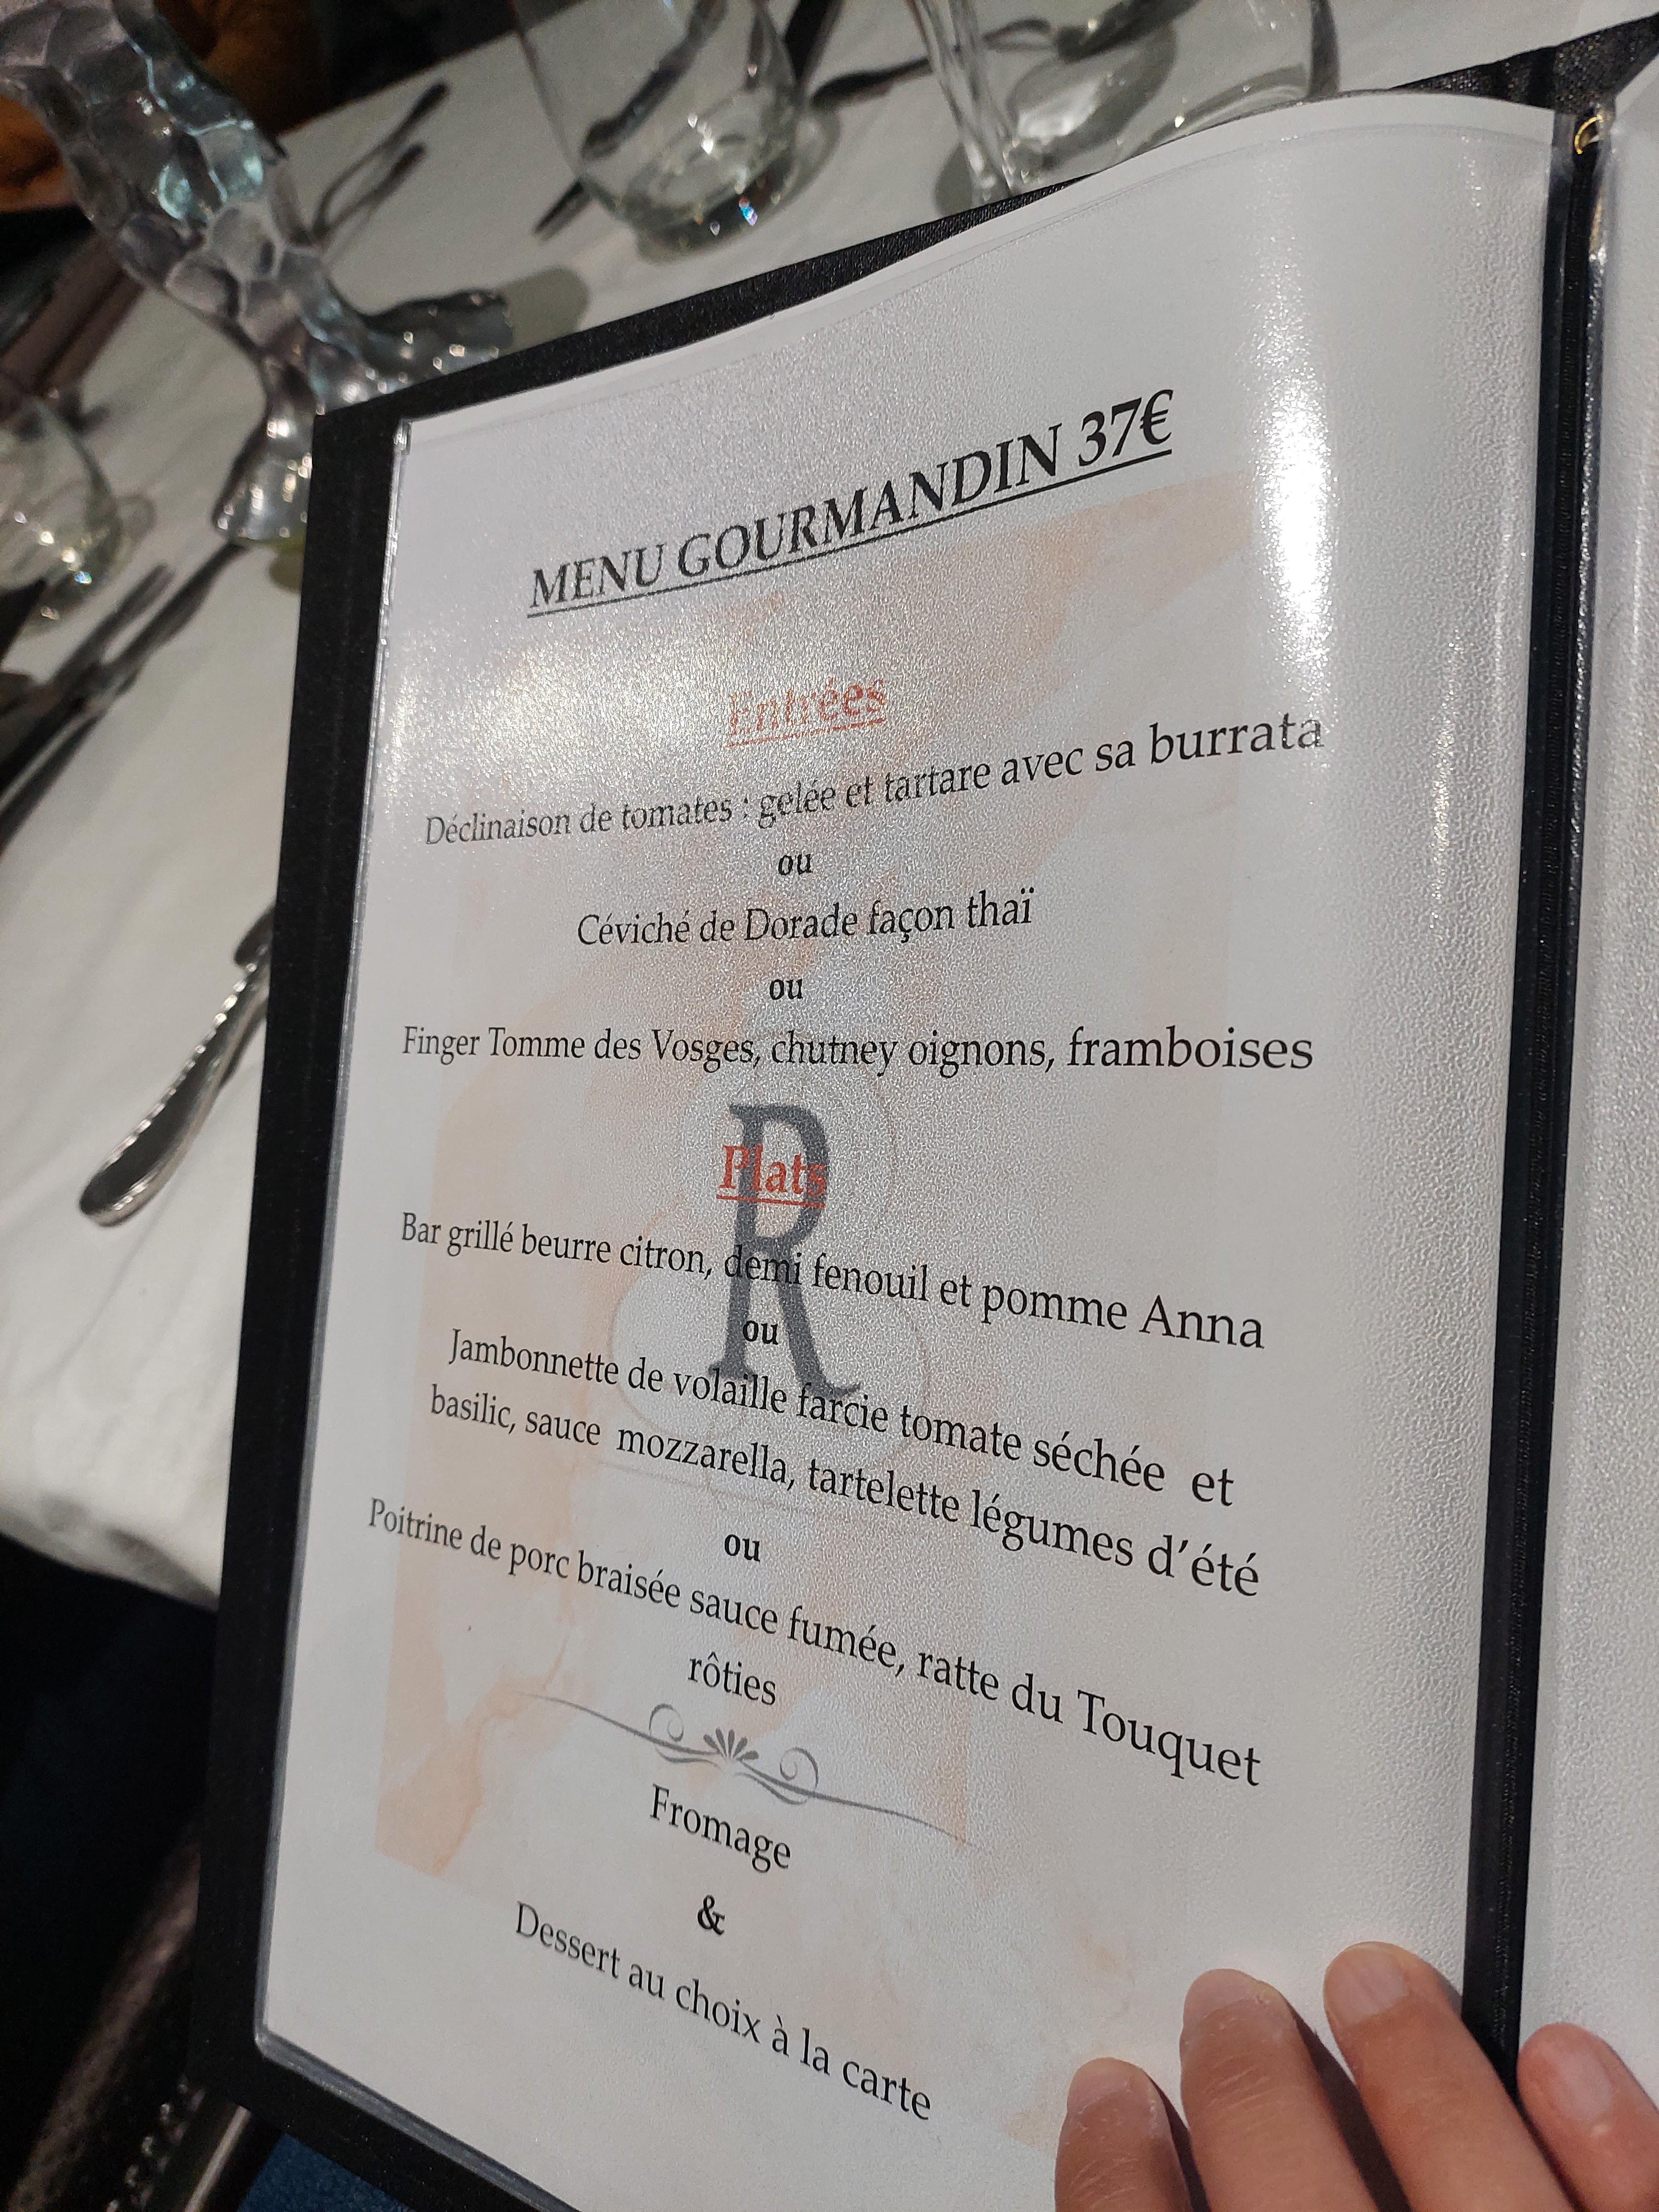 MENU GOURMANDIN 37€
Entrées
Déclinaison de tomates : gelée et tartare avec sa burrata
ou
Céviché de Dorade façon thaï
ou
Finger Tomme des Vosges, chutney oignons, framboises
R
Plats
Bar grillé beurre citron, demi fenouil et pomme Anna
ou
Jambonnette de volaille farcie tomate séchée et
basilic, sauce mozzarella, tartelette légumes d'été
ou
Poitrine de porc braisée sauce fumée, ratte du Touquet
rôties
Fromage
&
Dessert au choix à la carte